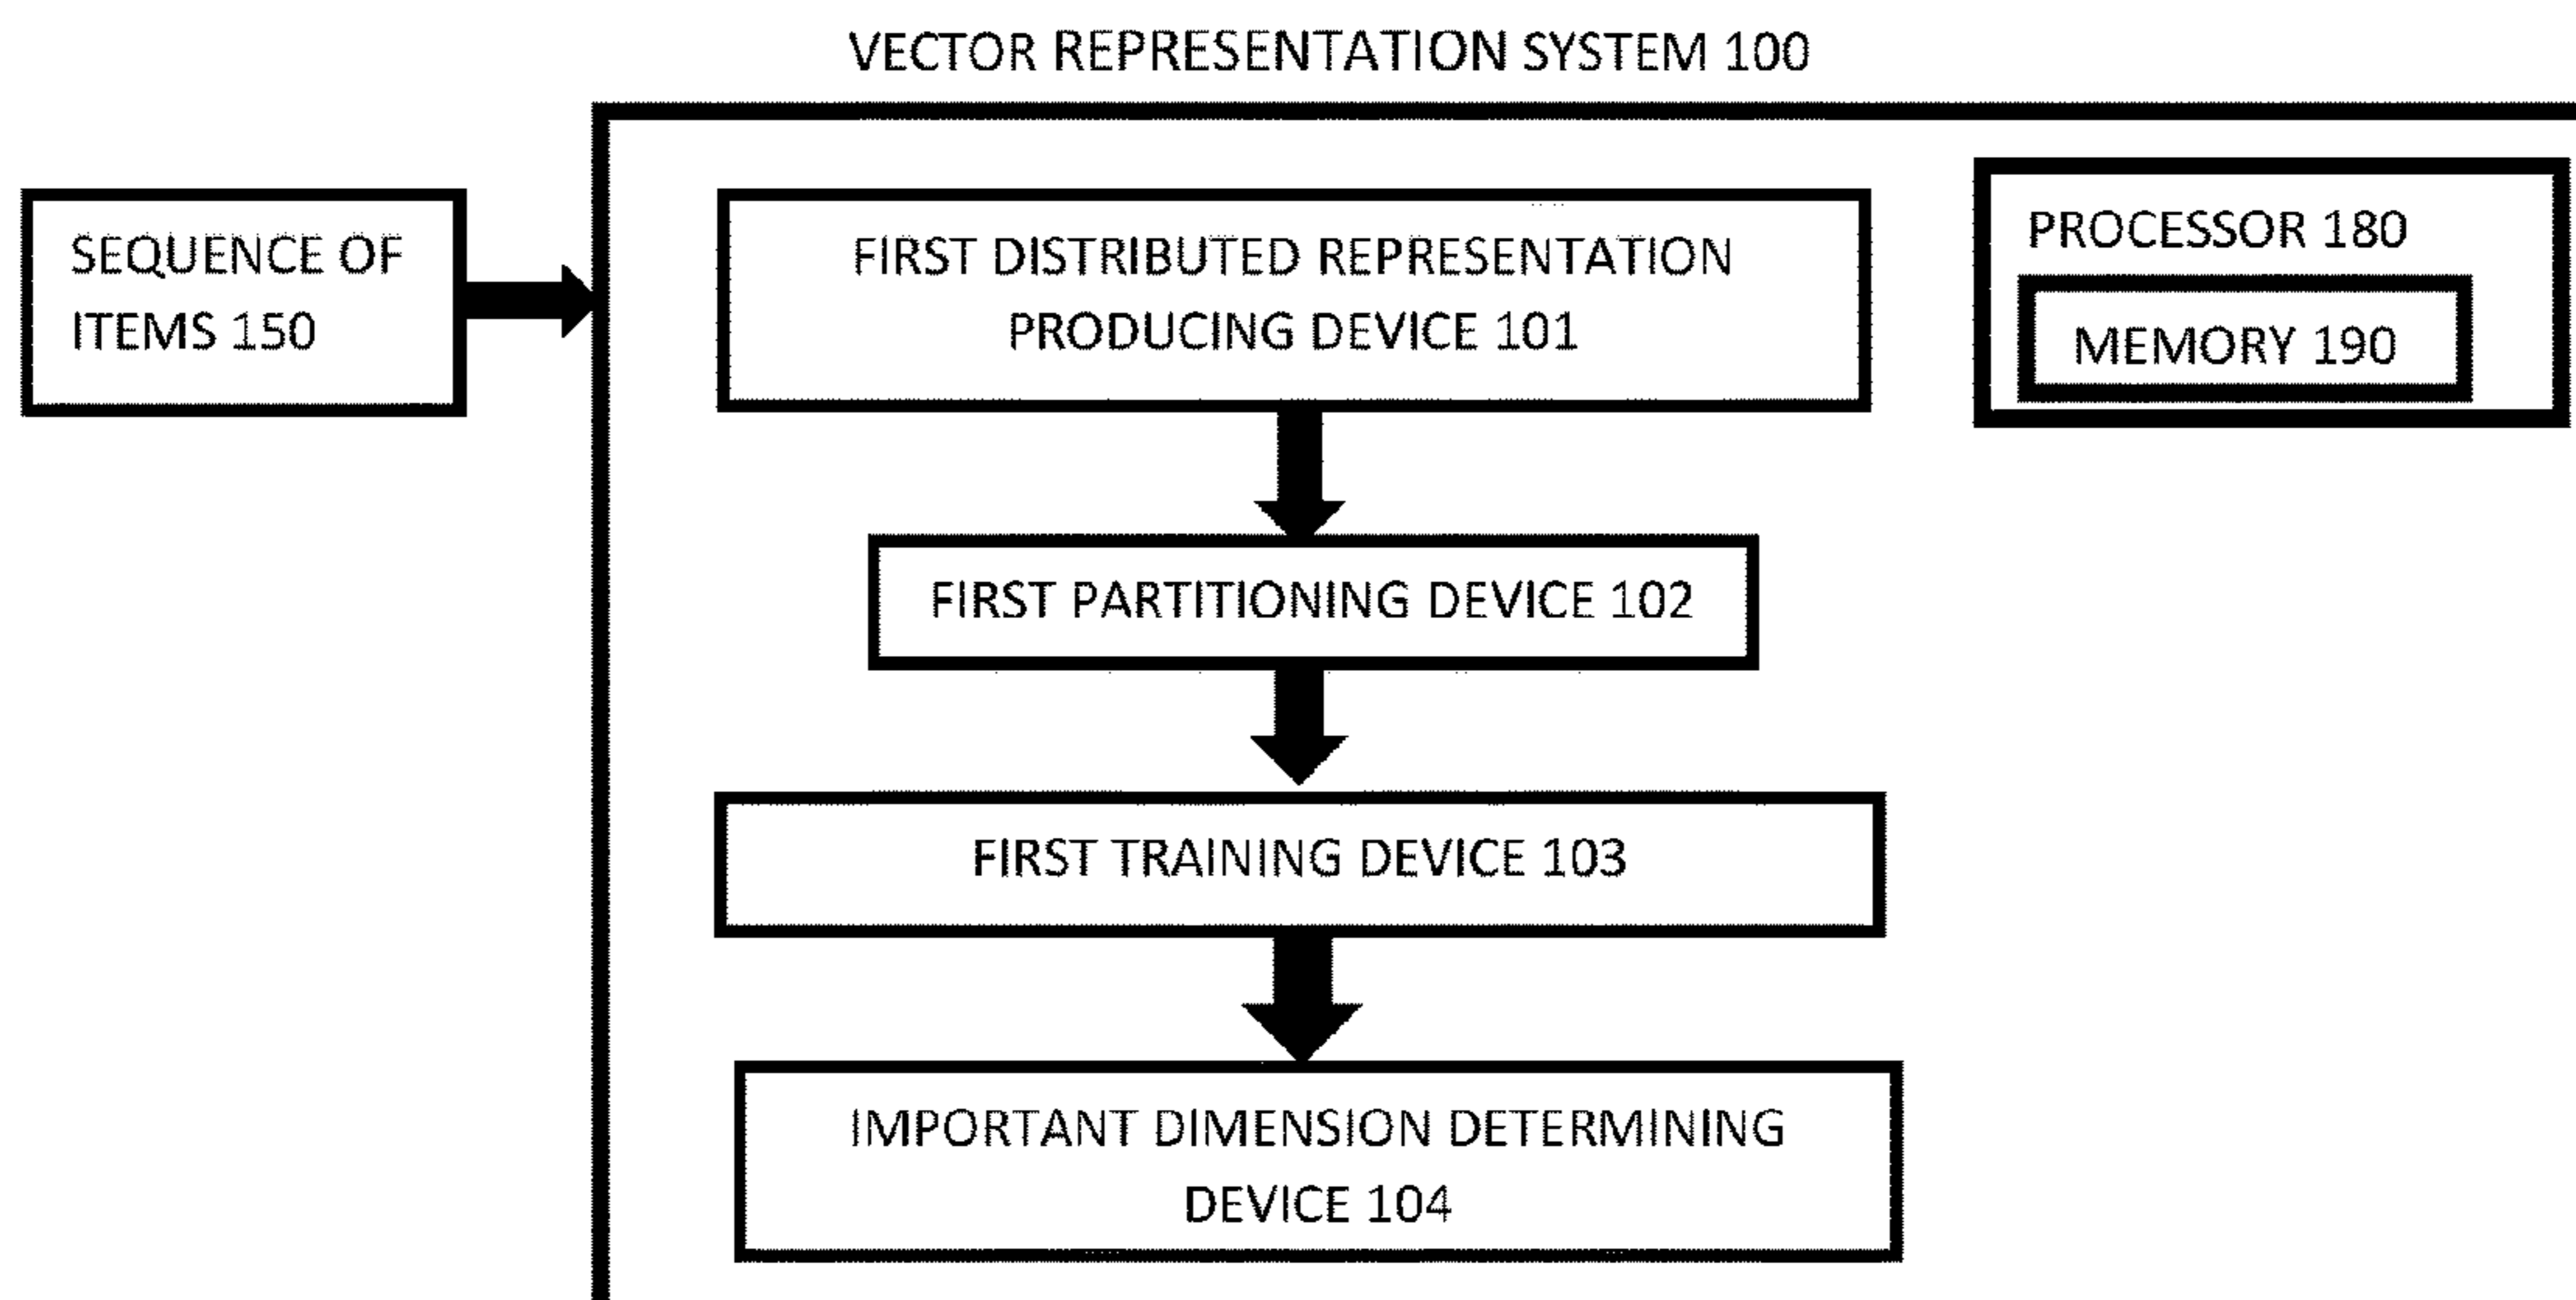 VECTOR REPRESENTATION SYSTEM 100
SEQUENCE OF
ITEMS 150
FIRST DISTRIBUTED REPRESENTATION
PRODUCING DEVICE 101
PROCESSOR 180
MEMORY 190
FIRST PARTITIONING DEVICE 102
FIRST TRAINING DEVICE 103
IMPORTANT DIMENSION DETERMINING
DEVICE 104